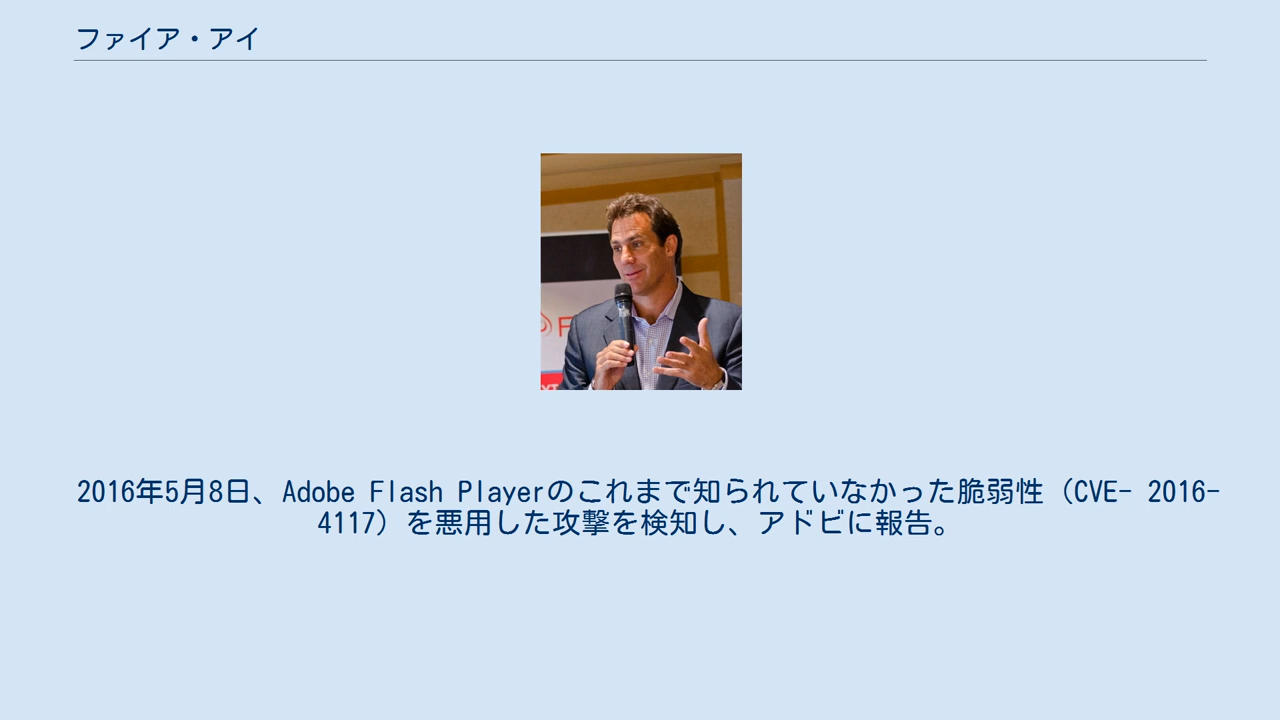 ファイア・アイ
F
2016年5月8日、Adobe Flash Playerのこれまで知られていなかった脆弱性（CVE- 2016-
4117）を悪用した攻撃を検知し、アドビに報告。